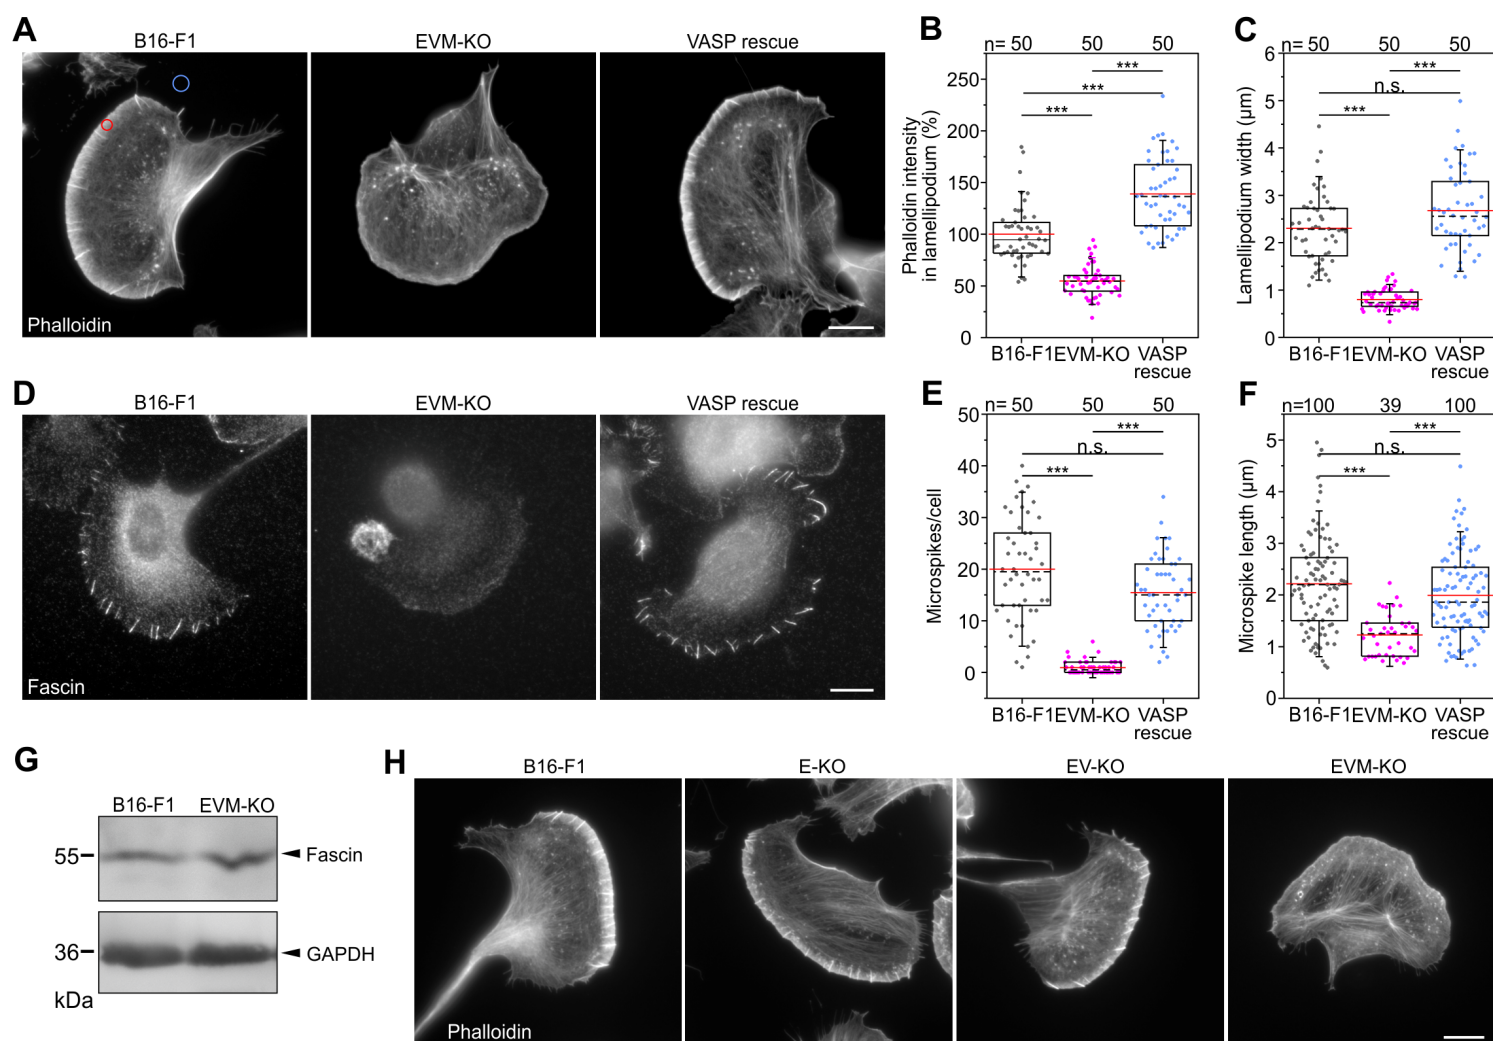 A
B16-F1
EVM-KO
VASP rescue
Phalloidin
B
n= 50
50
50
***
***
***
Phalloidin intensity
in lamellipodium (%)
250
200
150
100
50
0
B16-F1
EVM-KO
VASP
rescue
C
n= 50
50
50
***
n.s.
***
Lamellipodium width (µm)
6
5
4
3
2
1
0
B16-F1
EVM-KO
VASP
rescue
D
B16-F1
EVM-KO
VASP rescue
Fascin
E
n= 50
50
50
***
n.s.
***
Microspikes/cell
50
40
30
20
10
0
B16-F1
EVM-KO
VASP
rescue
F
n=100
39
100
***
n.s.
***
Microspike length (µm)
5
4
3
2
1
0
B16-F1
EVM-KO
VASP
rescue
G
B16-F1
EVM-KO
55
Fascin
36
GAPDH
kDa
H
B16-F1
E-KO
EV-KO
EVM-KO
Phalloidin